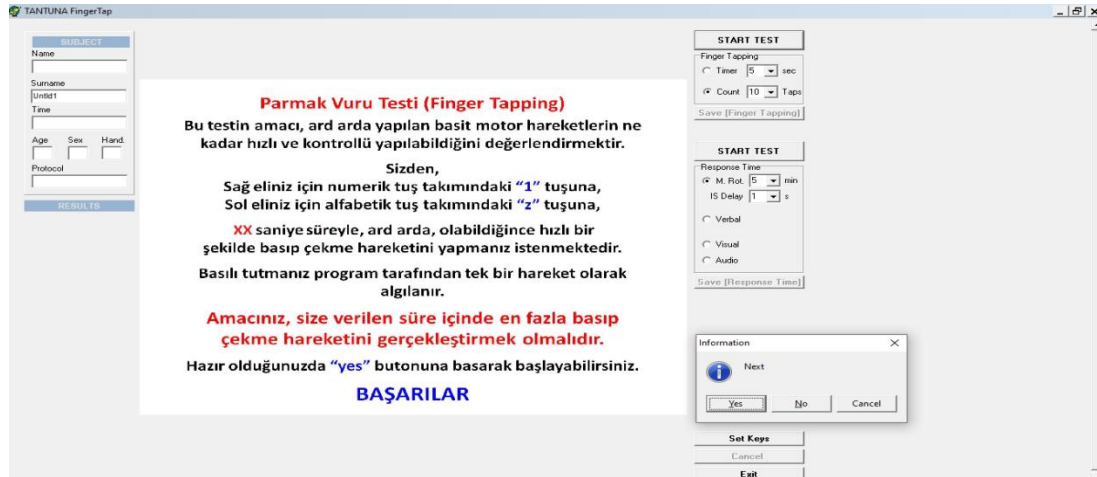 TANTUNA FingerTap
SUBJECT
Name
Surname
Untld1
Time
Age Sex Hand.
Protocol
RESULTS
Parmak Vuru Testi (Finger Tapping)
Bu testin amacı, ard arda yapılan basit motor hareketlerin ne
kadar hızlı ve kontrollü yapılabildiğini değerlendirmektir.
Sizden,
Sağ eliniz için numerik tuş takımındaki “1” tuşuna,
Sol eliniz için alfabetik tuş takımındaki “z” tuşuna,
XX saniye süreyle, ard arda, olabildiğince hızlı bir
şekilde basıp çekme hareketini yapmanız istenmektedir.
Basılı tutmanız program tarafından tek bir hareket olarak
algılanır.
Amacınız, size verilen süre içinde en fazla basıp
çekme hareketini gerçekleştirmek olmalıdır.
Hazır olduğunuzda “yes” butonuna basarak başlayabilirsiniz.
BAŞARILAR
START TEST
Finger Tapping
Timer 5 sec
Count 10 Taps
Save [Finger Tapping]
START TEST
Response Time
M. Rot. 5 min
IS Delay 1 s
Verbal
Visual
Audio
Save [Response Time]
Information
Next
Yes No Cancel
Set Keys
Cancel
Exit